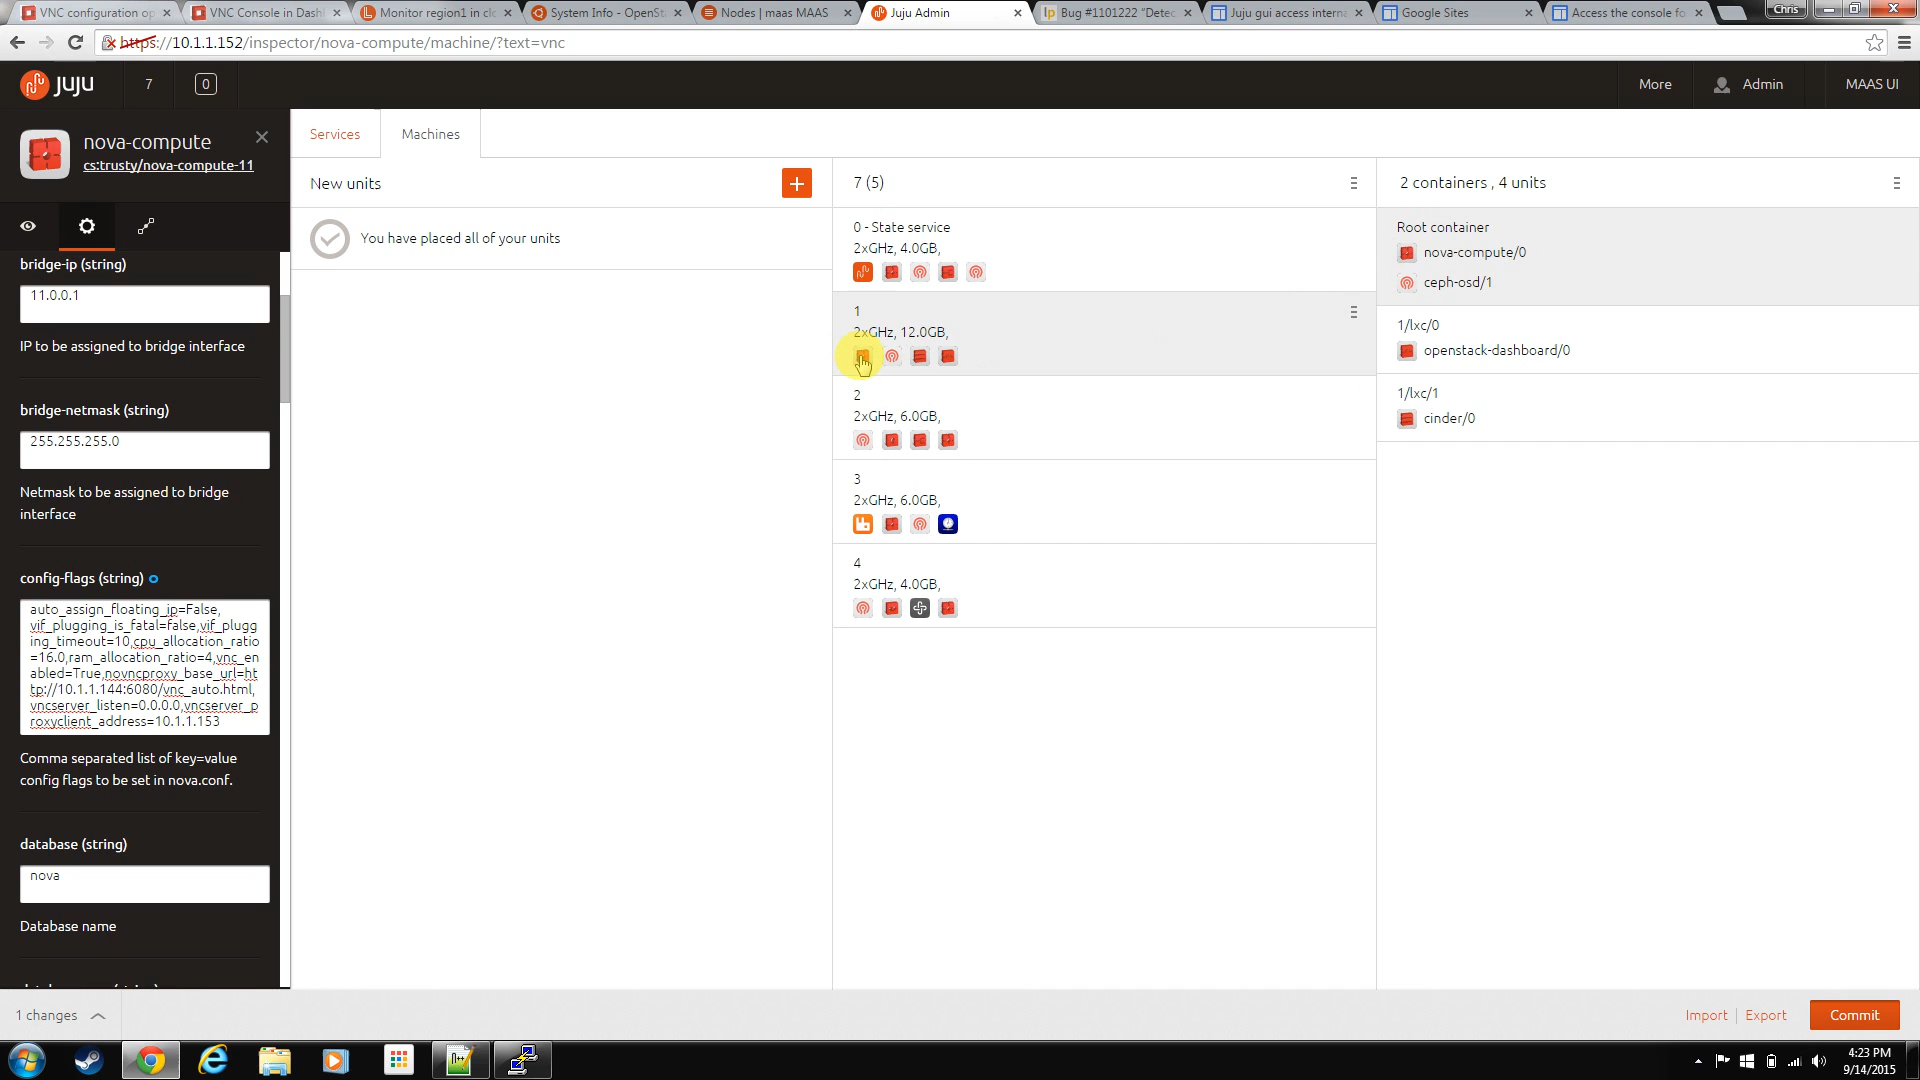 VNC configuration op
VNC Console in Dash
Monitor region1 in cl
System Info - OpenSt
Nodes | maas MAAS
Juju Admin
Bug #1101222 "Detec
Juju gui access interna
Google Sites
Access the console fo
Chris
https://10.1.1.152/inspector/nova-compute/machine/?text=vnc
juju
7
0
More
Admin
MAAS UI
nova-compute
cs:trusty/nova-compute-11
bridge-ip (string)
11.0.0.1
IP to be assigned to bridge interface
bridge-netmask (string)
255.255.255.0
Netmask to be assigned to bridge
interface
config-flags (string)
auto_assign_floating_ip=False,
vif_plugging_is_fatal=false,vif_plugg
ing_timeout=10,cpu_allocation_ratio
=16.0,ram_allocation_ratio=4,vnc_en
abled=True,novncproxy_base_url=ht
tp://10.1.1.144:6080/vnc_auto.html,
vncserver_listen=0.0.0.0,vncserver_p
roxyclient_address=10.1.1.153
Comma separated list of key=value
config flags to be set in nova.conf.
database (string)
nova
Database name
Services
Machines
New units
You have placed all of your units
7 (5)
0 - State service
2xGHz, 4.0GB,
1
2xGHz, 12.0GB,
2
2xGHz, 6.0GB,
3
2xGHz, 6.0GB,
4
2xGHz, 4.0GB,
2 containers , 4 units
Root container
nova-compute/0
ceph-osd/1
1/lxc/0
openstack-dashboard/0
1/lxc/1
cinder/0
1 changes
Import
Export
Commit
4:23 PM
9/14/2015